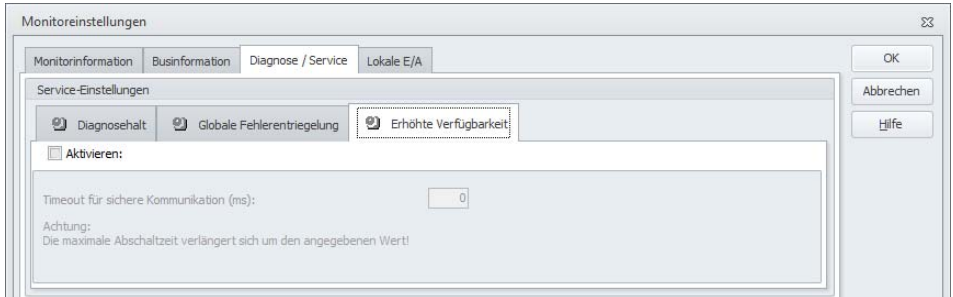 Monitoreinstellungen
Monitorinformation Businformation Diagnose / Service Lokale E/A
OK
Service-Einstellungen
Abbrechen
Diagnosehalt Globale Fehlerentriegelung Erhöhte Verfügbarkeit
Hilfe
Aktivieren:
Timeout für sichere Kommunikation (ms): 0
Achtung:
Die maximale Abschaltzeit verlängert sich um den angegebenen Wert!